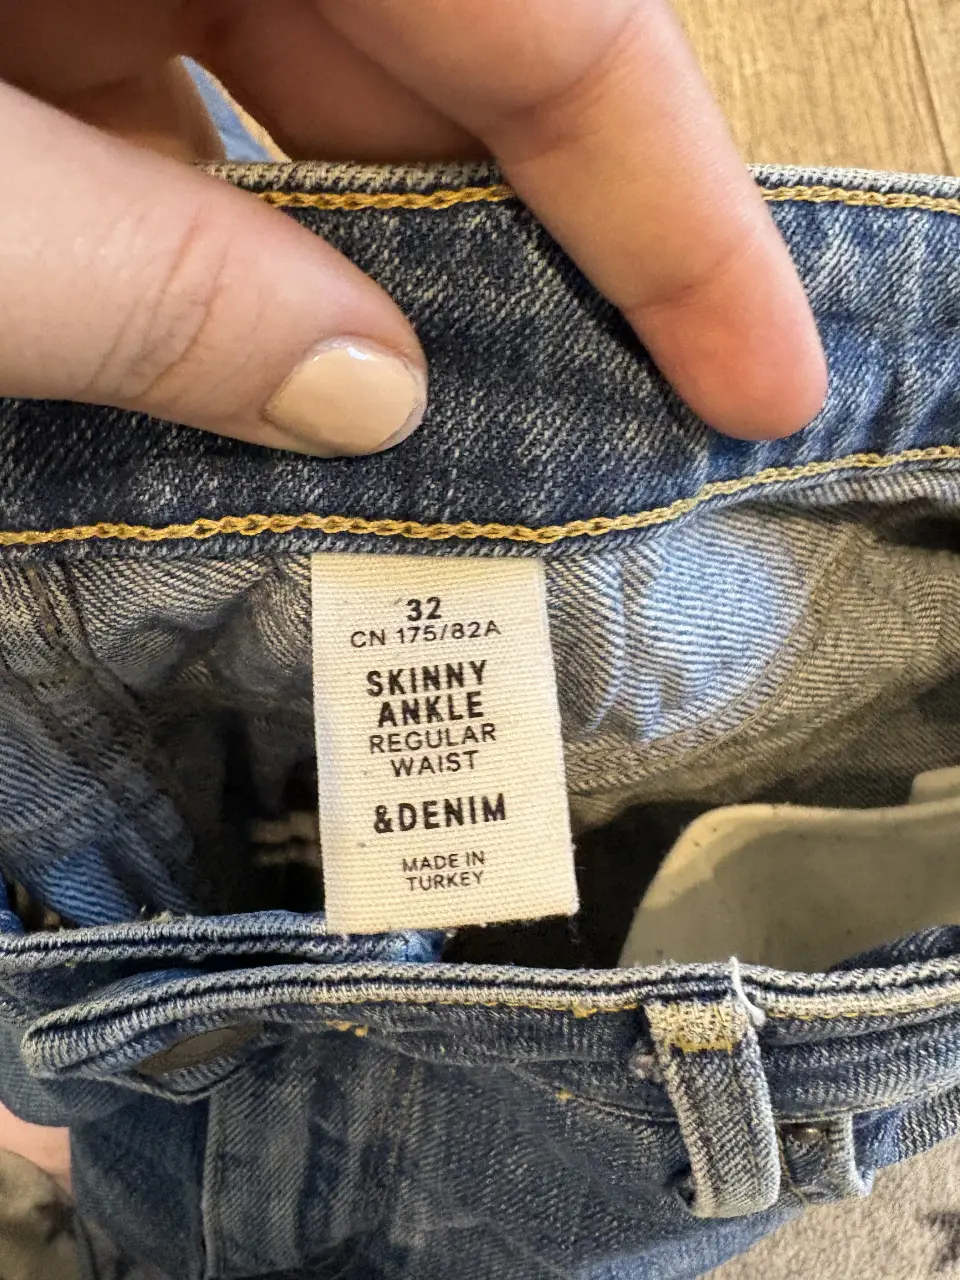 32
CN 175/82A
SKINNY
ANKLE
REGULAR
WAIST
&DENIM
MADE IN
TURKEY